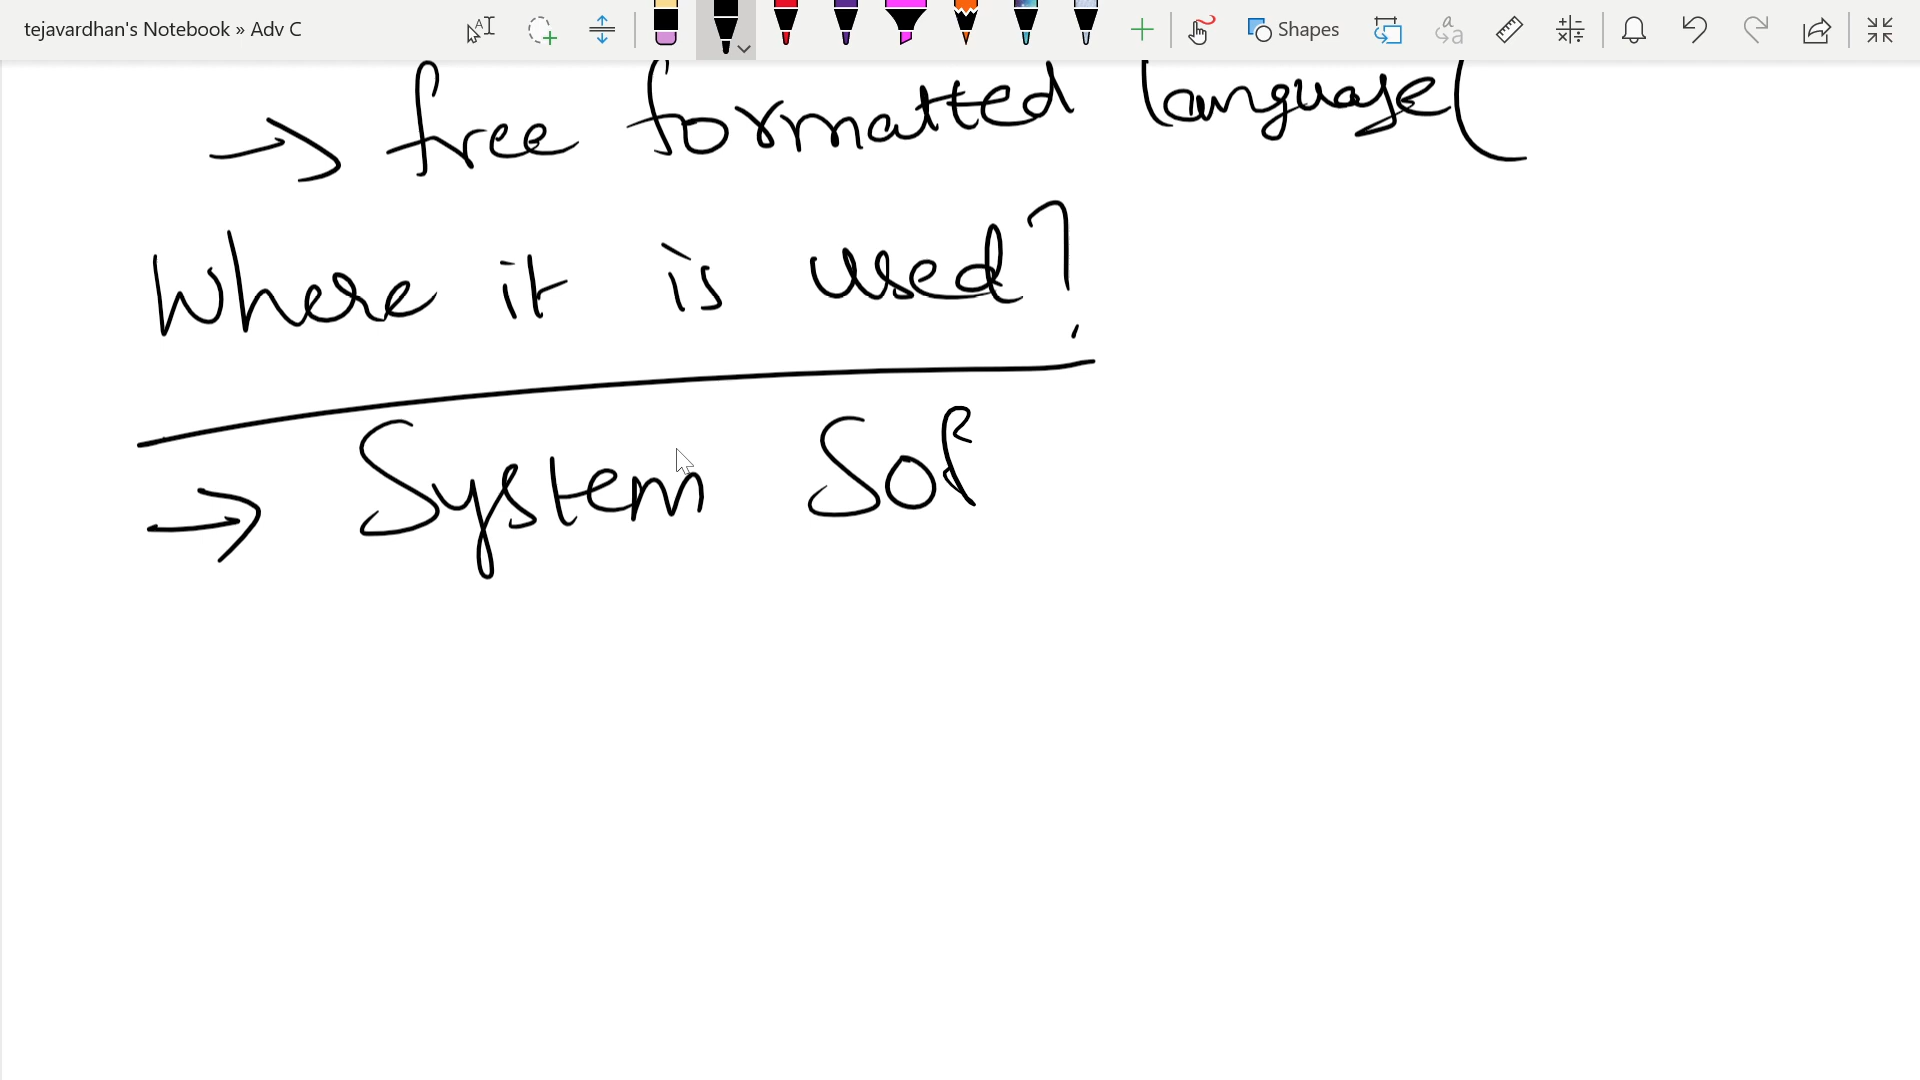 tejavardhan's Notebook » Adv C
Shapes
→ free formatted language(
Where it is used?
→ System Sof